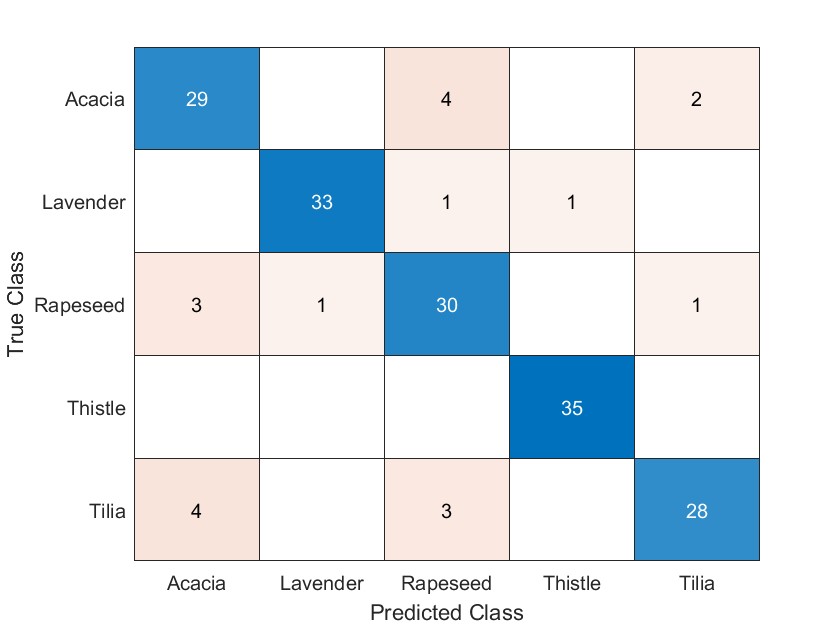 True Class
Acacia 29 4 2
Lavender 33 1 1
Rapeseed 3 1 30 1
Thistle 35
Tilia 4 3 28
Acacia Lavender Rapeseed Thistle Tilia
Predicted Class